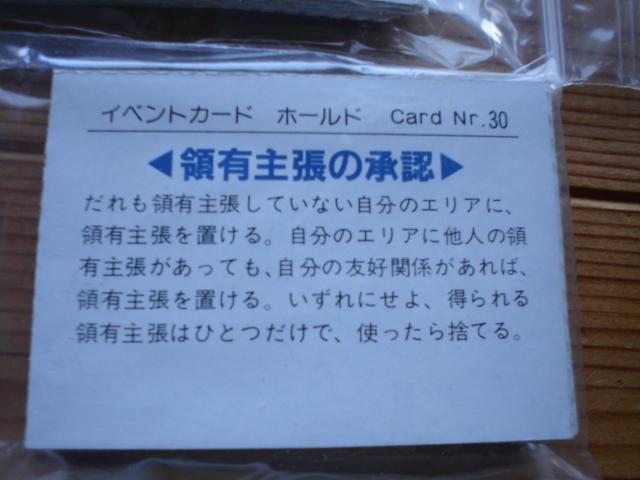 イベントカード ホールド Card Nr.30
◀領有主張の承認▶
だれも領有主張していない自分のエリアに、
領有主張を置ける。自分のエリアに他人の領
有主張があっても、自分の友好関係があれば、
領有主張を置ける。いずれにせよ、得られる
領有主張はひとつだけで、使ったら捨てる。